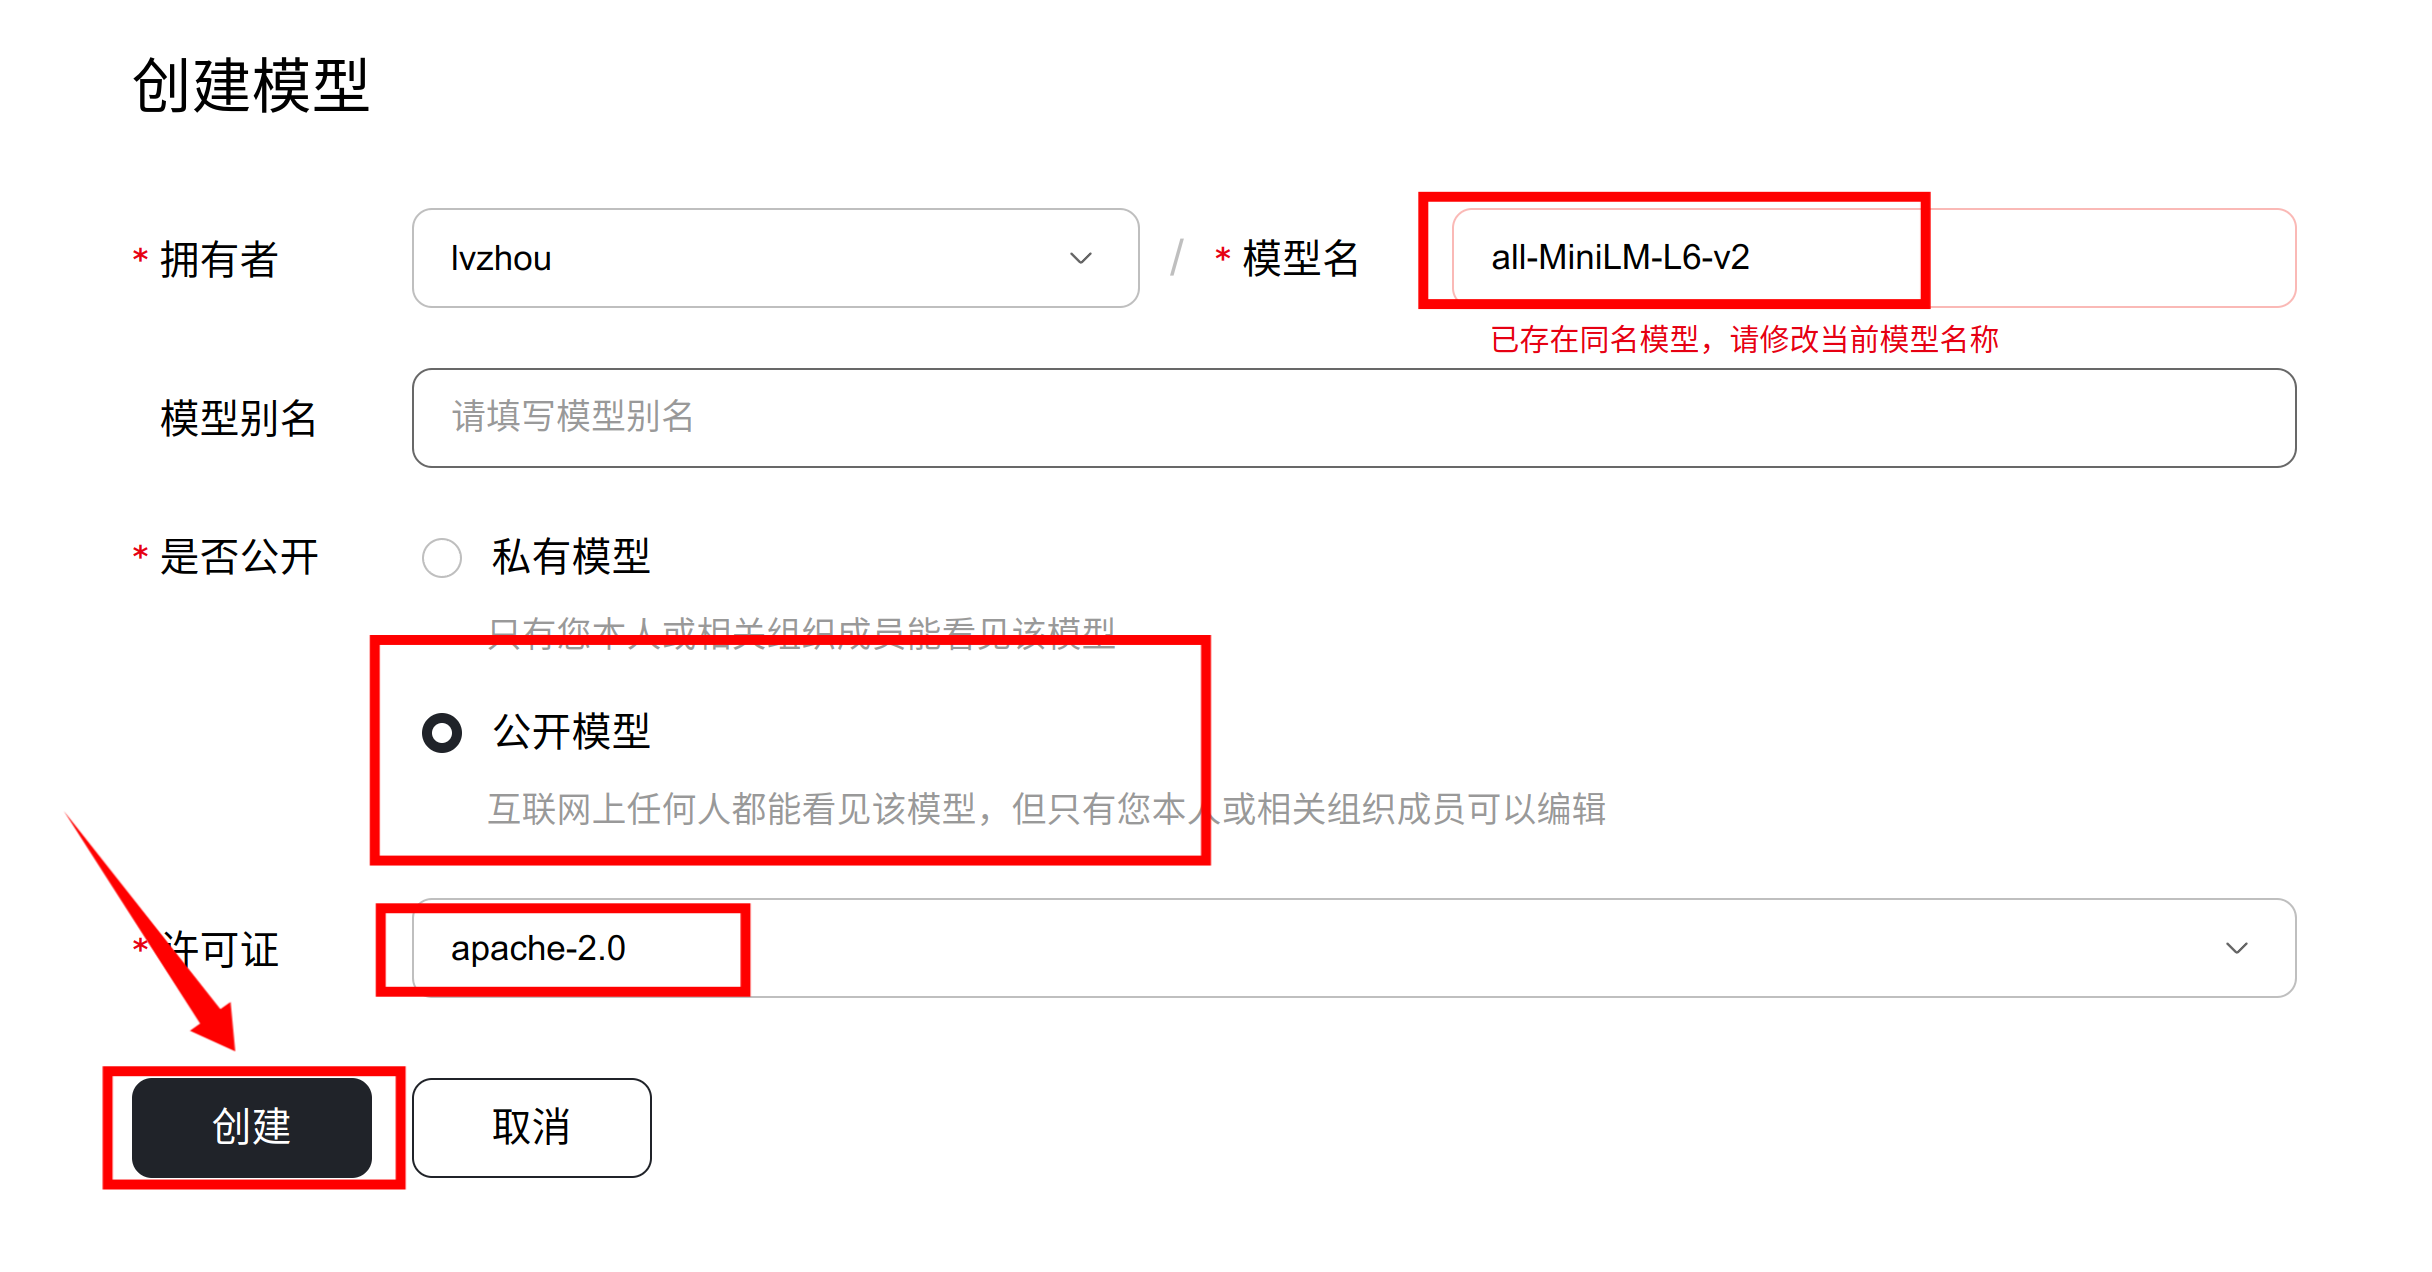 创建模型
* 拥有者 lvzhou / * 模型名 all-MiniLM-L6-v2
已存在同名模型，请修改当前模型名称
模型别名 请填写模型别名
* 是否公开 私有模型
只有您本人或相关组织成员能看见该模型
公开模型
互联网上任何人都能看见该模型，但只有您本人或相关组织成员可以编辑
* 许可证 apache-2.0
创建 取消